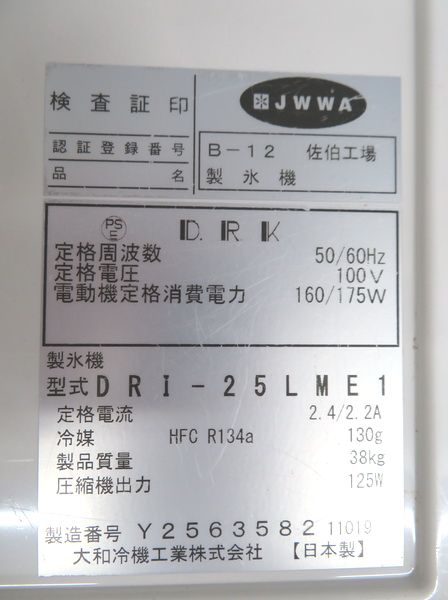 検査証印 JWWA
認証登録番号 B-12 佐伯工場
品名 製氷機
PSE D.R.K
定格周波数 50/60Hz
定格電圧 100V
電動機定格消費電力 160/175W
製氷機
型式 DRI-25LME1
定格電流 2.4/2.2A
冷媒 HFC R134a 130g
製品質量 38kg
圧縮機出力 125W
製造番号 Y2563582 11019
大和冷機工業株式会社 【日本製】